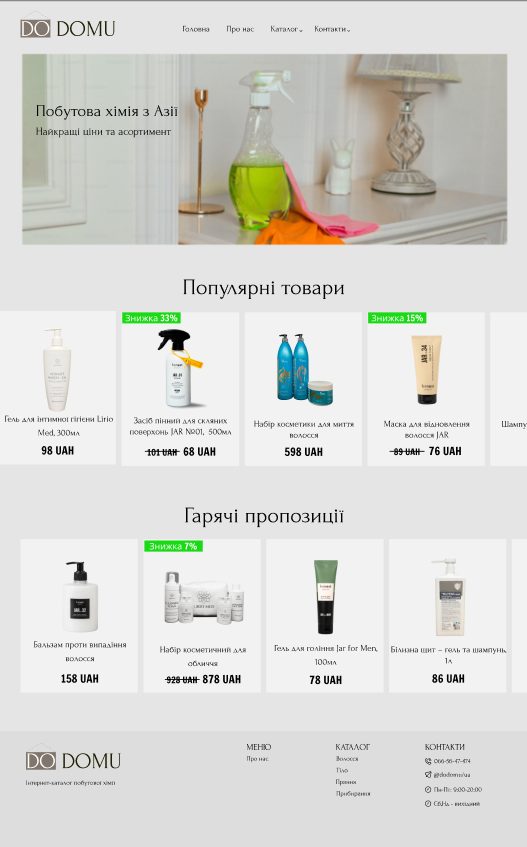 DO DOMU
Головна Про нас Каталог Контакти
Побутова хімія з Азії
Найкращі ціни та асортимент
Популярні товари
Знижка 33%
Знижка 15%
JAR.34
Гель для інтимної гігієни Lirio
Med, 300мл
98 UAH
Засіб пінний для скляних
поверхонь JAR №01, 500мл
101 UAH 68 UAH
Набір косметики для миття
волосся
598 UAH
Маска для відновлення
волосся JAR
89 UAH 76 UAH
Шампу
Гарячі пропозиції
Знижка 7%
Бальзам проти випадіння
волосся
158 UAH
Набір косметичний для
обличчя
928 UAH 878 UAH
Гель для гоління Jar for Men,
100мл
78 UAH
Білизна щит – гель та шампунь,
1л
86 UAH
DO DOMU
Інтернет-каталог побутової хімії
МЕНЮ
Про нас
КАТАЛОГ
Волосся
Тіло
Прання
Прибирання
КОНТАКТИ
066-66-47-474
@dodomu/ua
Пн-Пт: 9:00-20:00
Сб,Нд - вихідний